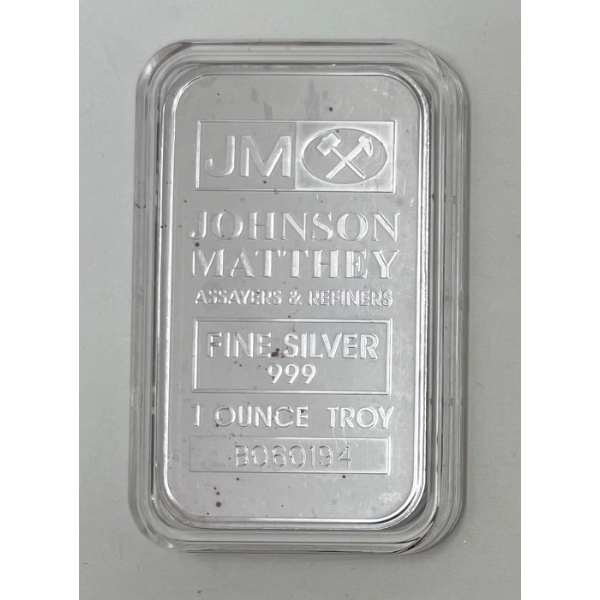 JM
JOHNSON
MATTHEY
ASSAYERS & REFINERS
FINE SILVER
999
1 OUNCE TROY
B060194